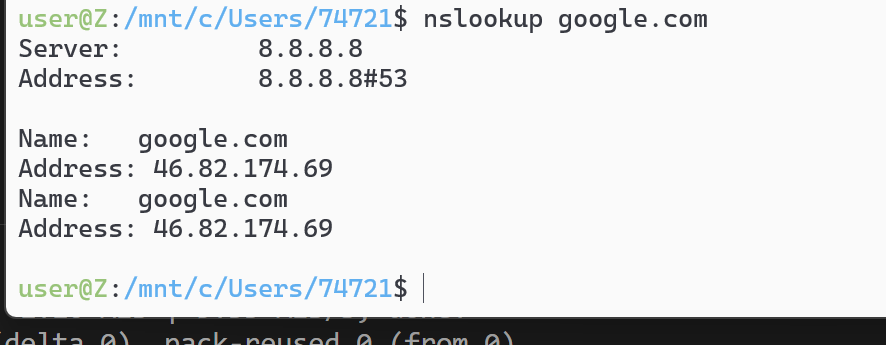 user@Z:/mnt/c/Users/74721$ nslookup google.com
Server:         8.8.8.8
Address:        8.8.8.8#53

Name:   google.com
Address: 46.82.174.69
Name:   google.com
Address: 46.82.174.69

user@Z:/mnt/c/Users/74721$
(delta 0), pack-reused 0 (from 0)